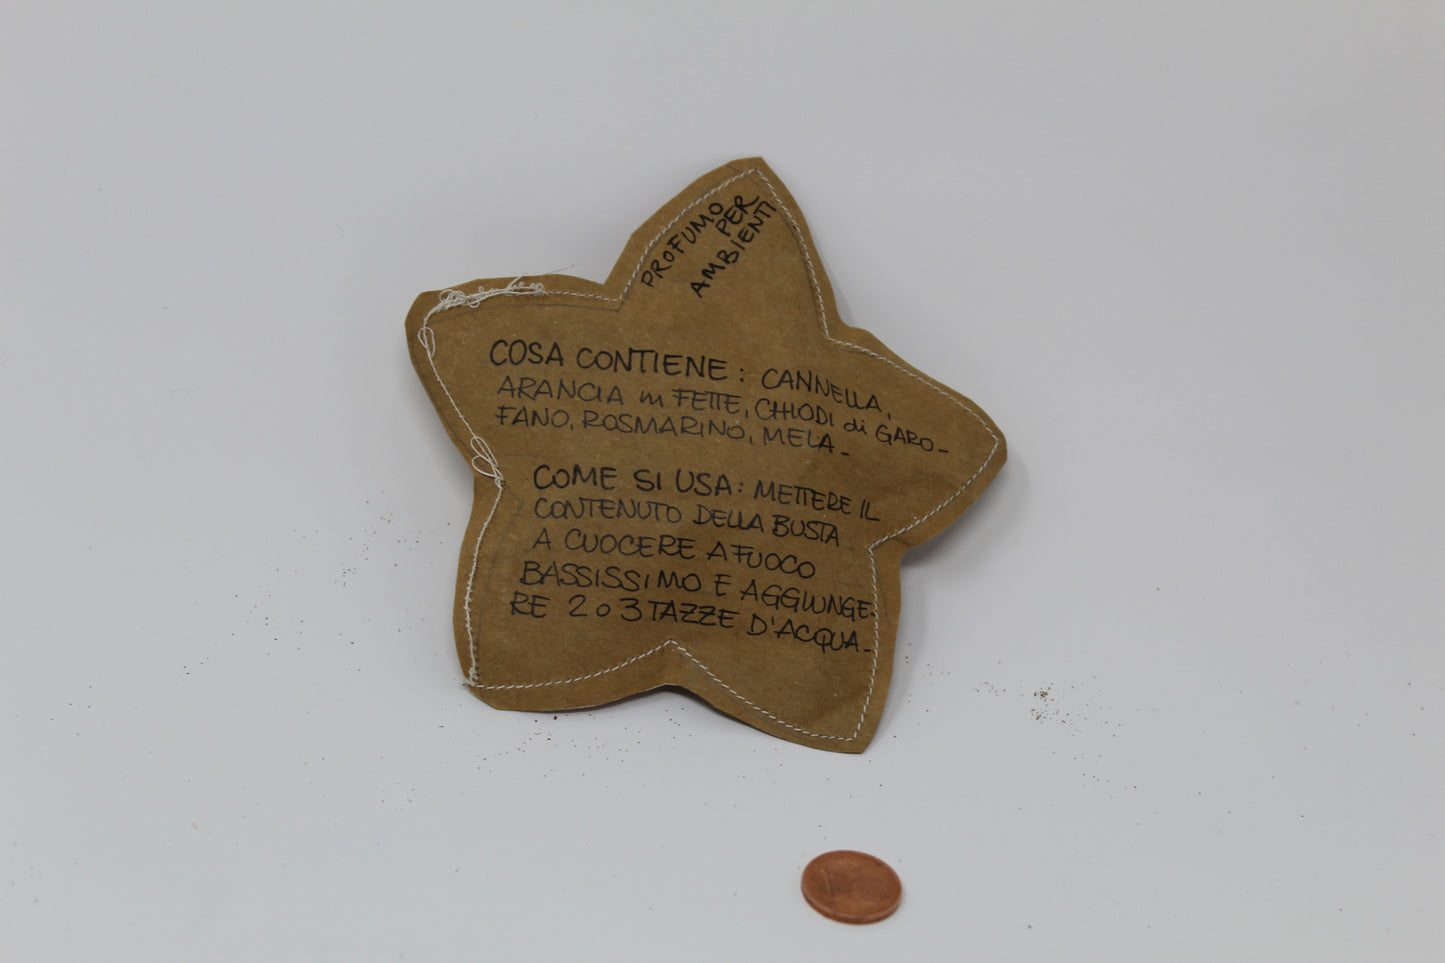 PROFUMO
PER
AMBIENTI
COSA CONTIENE: CANNELLA,
ARANCIA in FETTE, CHIODI di GARO-
FANO, ROSMARINO, MELA-
COME SI USA: METTERE IL
CONTENUTO DELLA BUSTA
A CUOCERE A FUOCO
BASSISSIMO E AGGIUNGE-
RE 2 o 3 TAZZE D'ACQUA-